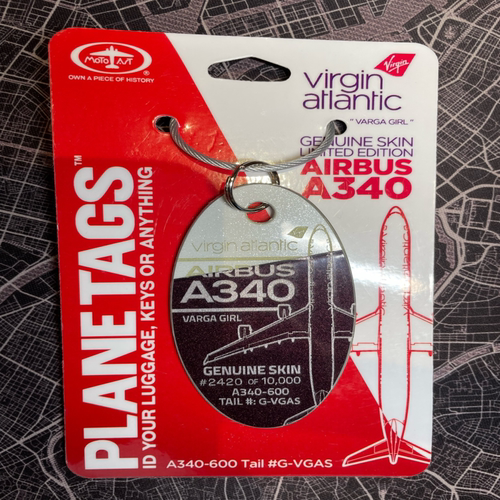 MOTOART
®
OWN A PIECE OF HISTORY
Virgin
virgin
atlantic
"VARGA GIRL"
GENUINE SKIN
LIMITED EDITION
AIRBUS
A340
PLANETAGS™
ID YOUR LUGGAGE, KEYS OR ANYTHING
virgin atlantic
AIRBUS
A340
VARGA GIRL
GENUINE SKIN
#2420 OF 10,000
A340-600
TAIL #: G-VGAS
A340-600 Tail #G-VGAS